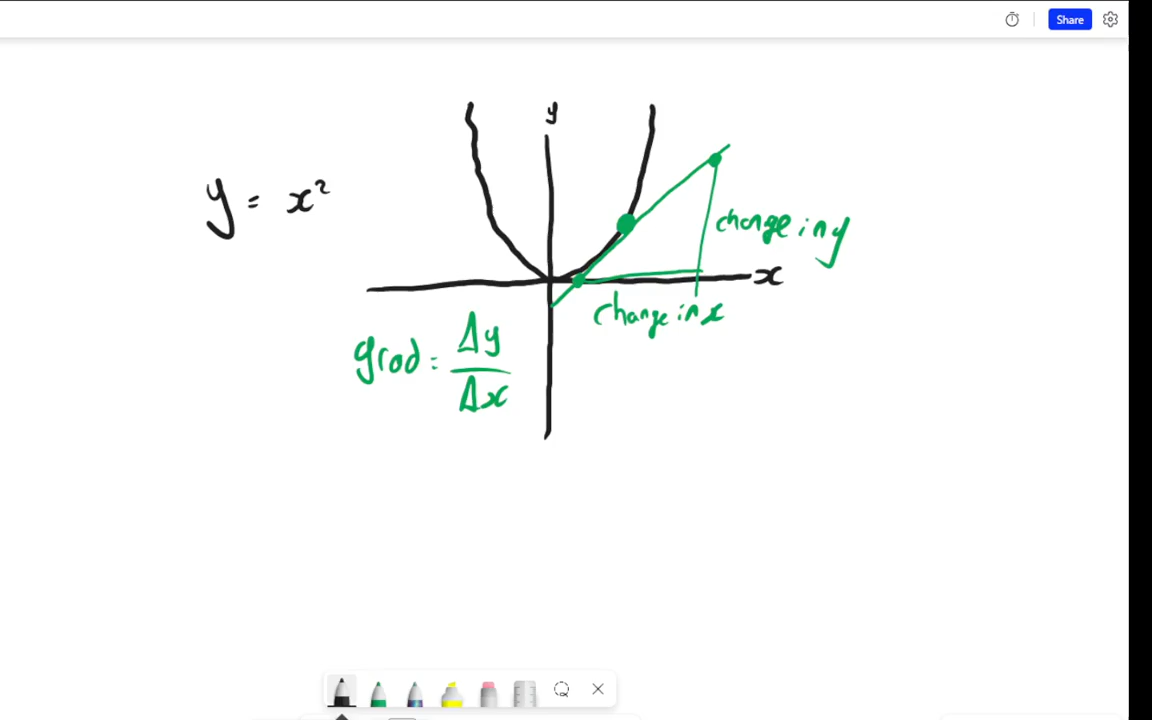 Share
y
y = x²
change in y
x
change in x
grad = Δy
Δx